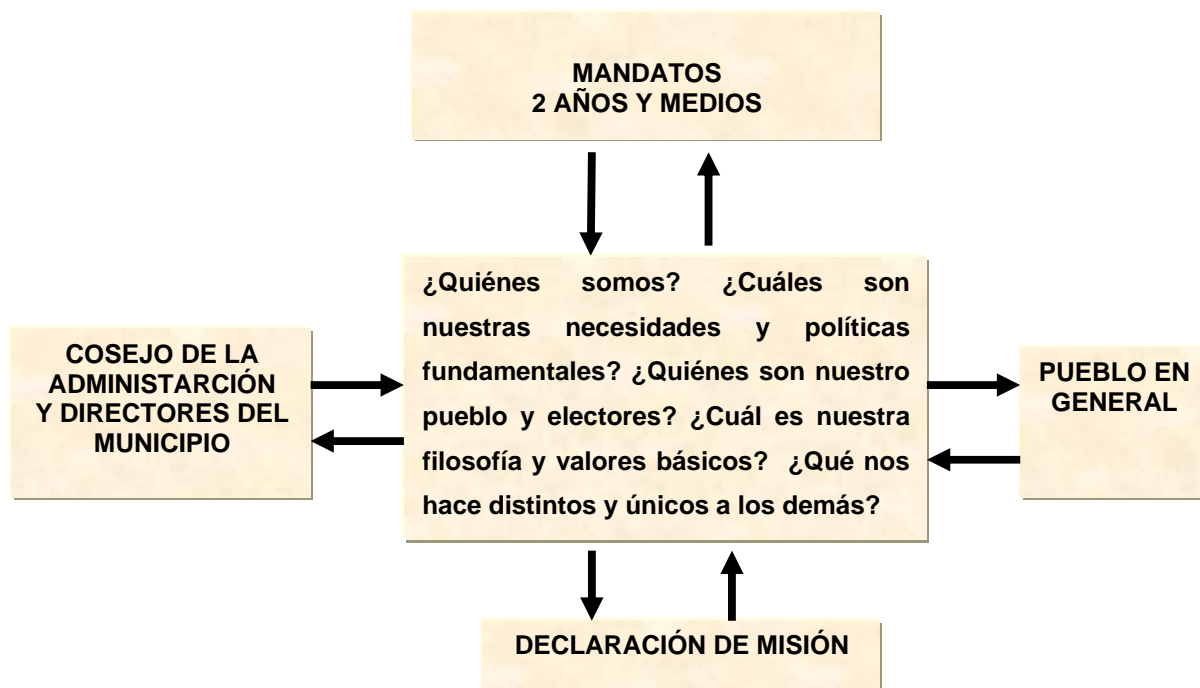 MANDATOS
2 AÑOS Y MEDIOS
¿Quiénes somos? ¿Cuáles son
nuestras necesidades y políticas
fundamentales? ¿Quiénes son nuestro
pueblo y electores? ¿Cuál es nuestra
filosofía y valores básicos? ¿Qué nos
hace distintos y únicos a los demás?
COSEJO DE LA
ADMINISTARCIÓN
Y DIRECTORES DEL
MUNICIPIO
PUEBLO EN
GENERAL
DECLARACIÓN DE MISIÓN